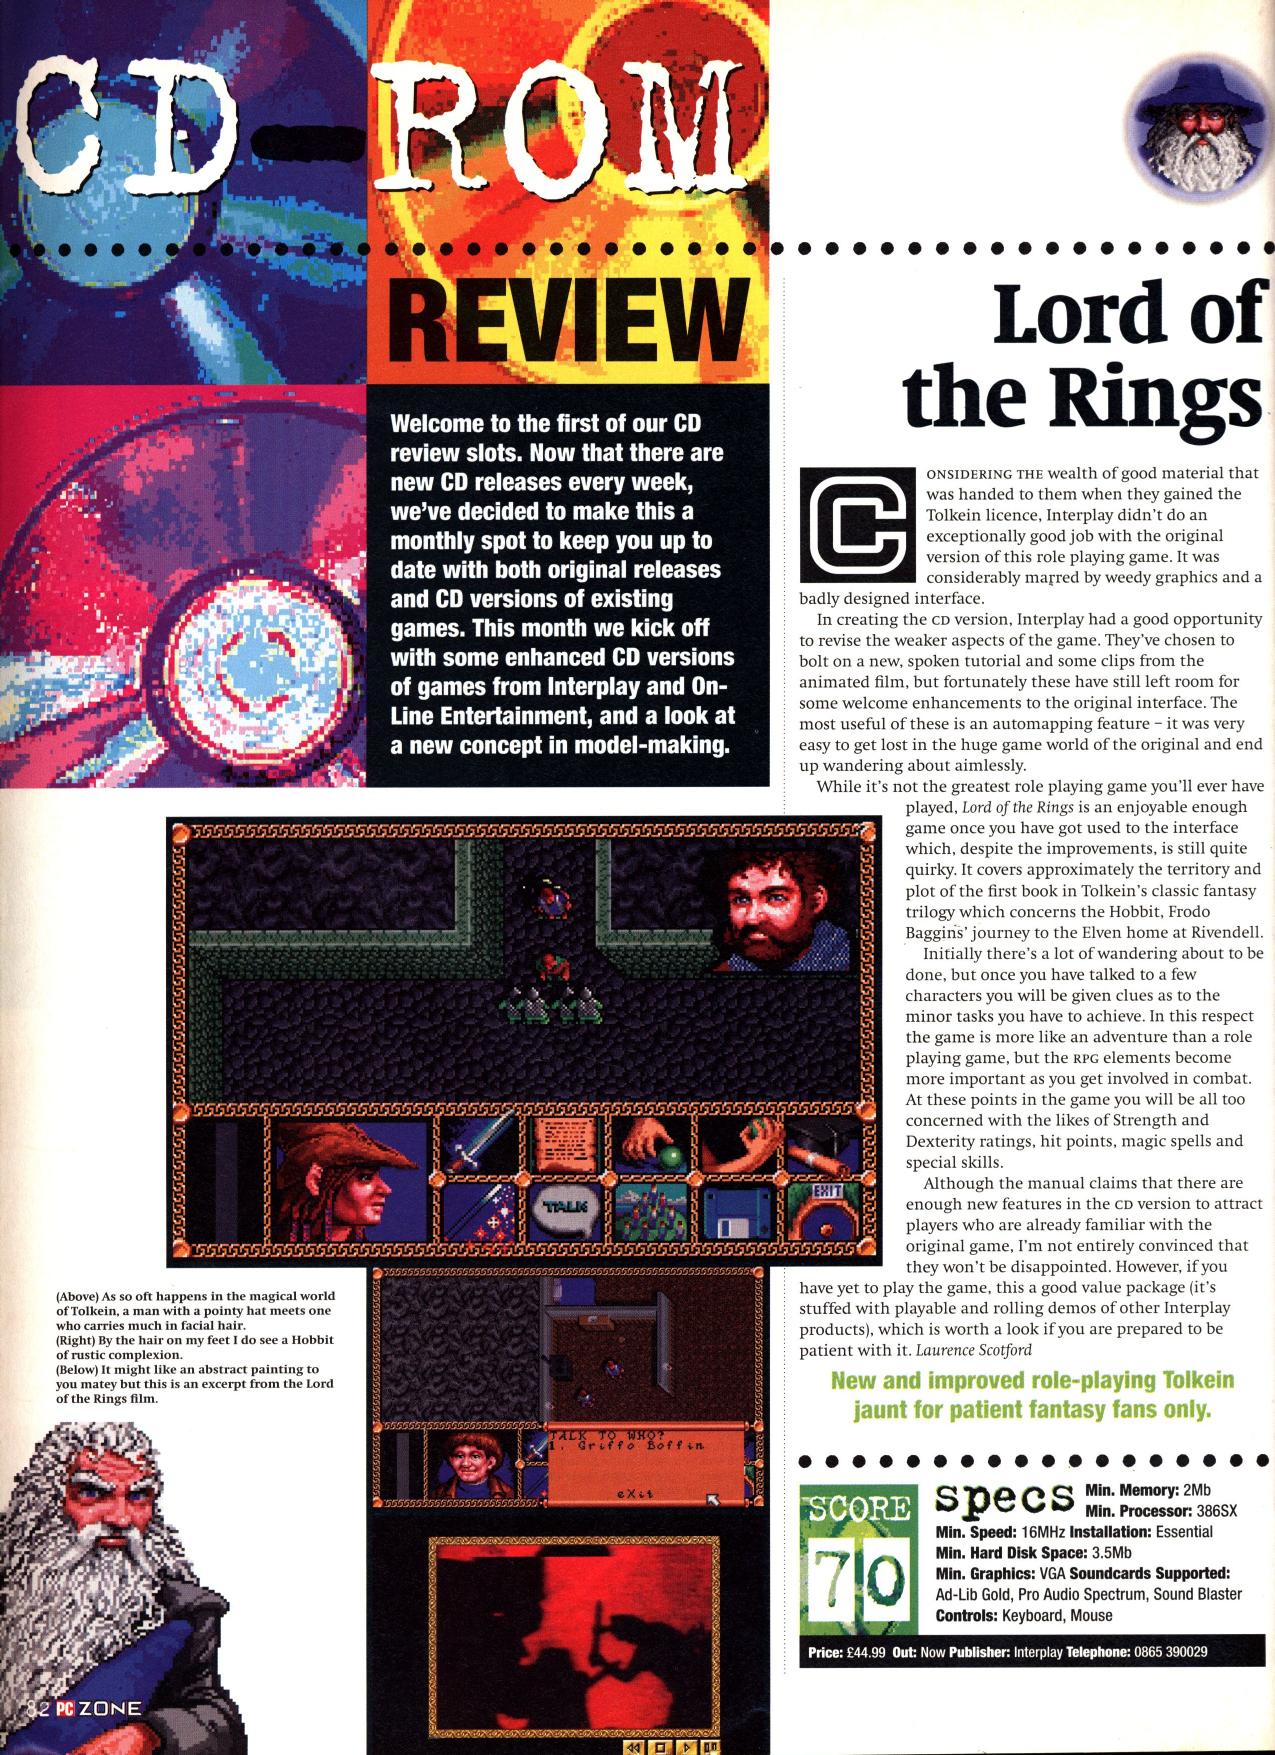 CD-ROM
REVIEW
Welcome to the first of our CD
review slots. Now that there are
new CD releases every week,
we've decided to make this a
monthly spot to keep you up to
date with both original releases
and CD versions of existing
games. This month we kick off
with some enhanced CD versions
of games from Interplay and On-
Line Entertainment, and a look at
a new concept in model-making.
Lord of
the Rings
CONSIDERING THE wealth of good material that
was handed to them when they gained the
Tolkein licence, Interplay didn't do an
exceptionally good job with the original
version of this role playing game. It was
considerably marred by weedy graphics and a
badly designed interface.
In creating the CD version, Interplay had a good opportunity
to revise the weaker aspects of the game. They've chosen to
bolt on a new, spoken tutorial and some clips from the
animated film, but fortunately these have still left room for
some welcome enhancements to the original interface. The
most useful of these is an automapping feature – it was very
easy to get lost in the huge game world of the original and end
up wandering about aimlessly.
While it's not the greatest role playing game you'll ever have
played, Lord of the Rings is an enjoyable enough
game once you have got used to the interface
which, despite the improvements, is still quite
quirky. It covers approximately the territory and
plot of the first book in Tolkein's classic fantasy
trilogy which concerns the Hobbit, Frodo
Baggins' journey to the Elven home at Rivendell.
Initially there's a lot of wandering about to be
done, but once you have talked to a few
characters you will be given clues as to the
minor tasks you have to achieve. In this respect
the game is more like an adventure than a role
playing game, but the RPG elements become
more important as you get involved in combat.
At these points in the game you will be all too
concerned with the likes of Strength and
Dexterity ratings, hit points, magic spells and
special skills.
Although the manual claims that there are
enough new features in the CD version to attract
players who are already familiar with the
original game, I'm not entirely convinced that
they won't be disappointed. However, if you
have yet to play the game, this a good value package (it's
stuffed with playable and rolling demos of other Interplay
products), which is worth a look if you are prepared to be
patient with it. Laurence Scotford
New and improved role-playing Tolkein
jaunt for patient fantasy fans only.
SCORE
70
specs
Min. Memory: 2Mb
Min. Processor: 386SX
Min. Speed: 16MHz Installation: Essential
Min. Hard Disk Space: 3.5Mb
Min. Graphics: VGA Soundcards Supported:
Ad-Lib Gold, Pro Audio Spectrum, Sound Blaster
Controls: Keyboard, Mouse
Price: £44.99 Out: Now Publisher: Interplay Telephone: 0865 390029
TALK
EXIT
(Above) As so oft happens in the magical world
of Tolkein, a man with a pointy hat meets one
who carries much in facial hair.
(Right) By the hair on my feet I do see a Hobbit
of rustic complexion.
(Below) It might like an abstract painting to
you matey but this is an excerpt from the Lord
of the Rings film.
TALK TO WHO?
1. Griffo Boffin
eXit
82 PC ZONE